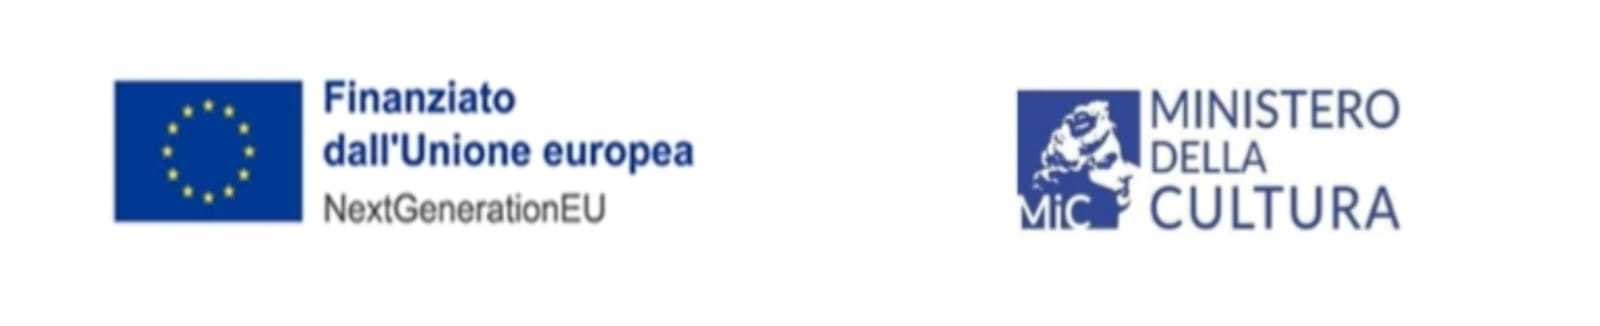 Finanziato
dall'Unione europea
NextGenerationEU
MiC
MINISTERO
DELLA
CULTURA